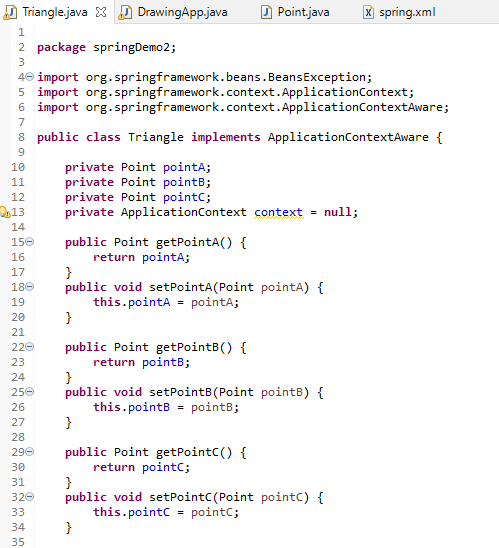 Triangle.java DrawingApp.java Point.java spring.xml
1
2 package springDemo2;
3
4 import org.springframework.beans.BeansException;
5 import org.springframework.context.ApplicationContext;
6 import org.springframework.context.ApplicationContextAware;
7
8 public class Triangle implements ApplicationContextAware {
9
10 private Point pointA;
11 private Point pointB;
12 private Point pointC;
13 private ApplicationContext context = null;
14
15 public Point getPointA() {
16 return pointA;
17 }
18 public void setPointA(Point pointA) {
19 this.pointA = pointA;
20 }
21
22 public Point getPointB() {
23 return pointB;
24 }
25 public void setPointB(Point pointB) {
26 this.pointB = pointB;
27 }
28
29 public Point getPointC() {
30 return pointC;
31 }
32 public void setPointC(Point pointC) {
33 this.pointC = pointC;
34 }
35